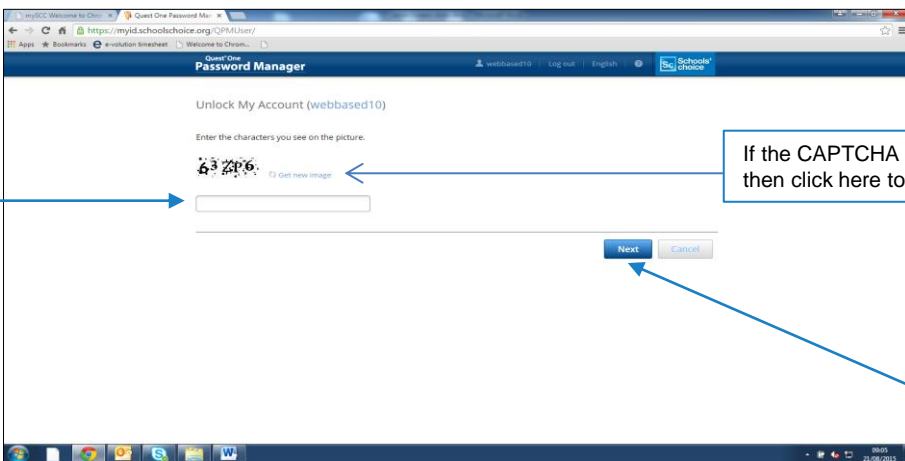 mySCC Welcome to Chro
Quest One Password Man
https://myid.schoolschoice.org/QPMUser/
Apps Bookmarks e-volution timesheet Welcome to Chrom...
Quest® One
Password Manager
webbased10 Log out English Sc Schools' choice
Unlock My Account (webbased10)
Enter the characters you see on the picture.
Get new image
If the CAPTCHA
then click here to
Next Cancel
09:05
21/08/2015